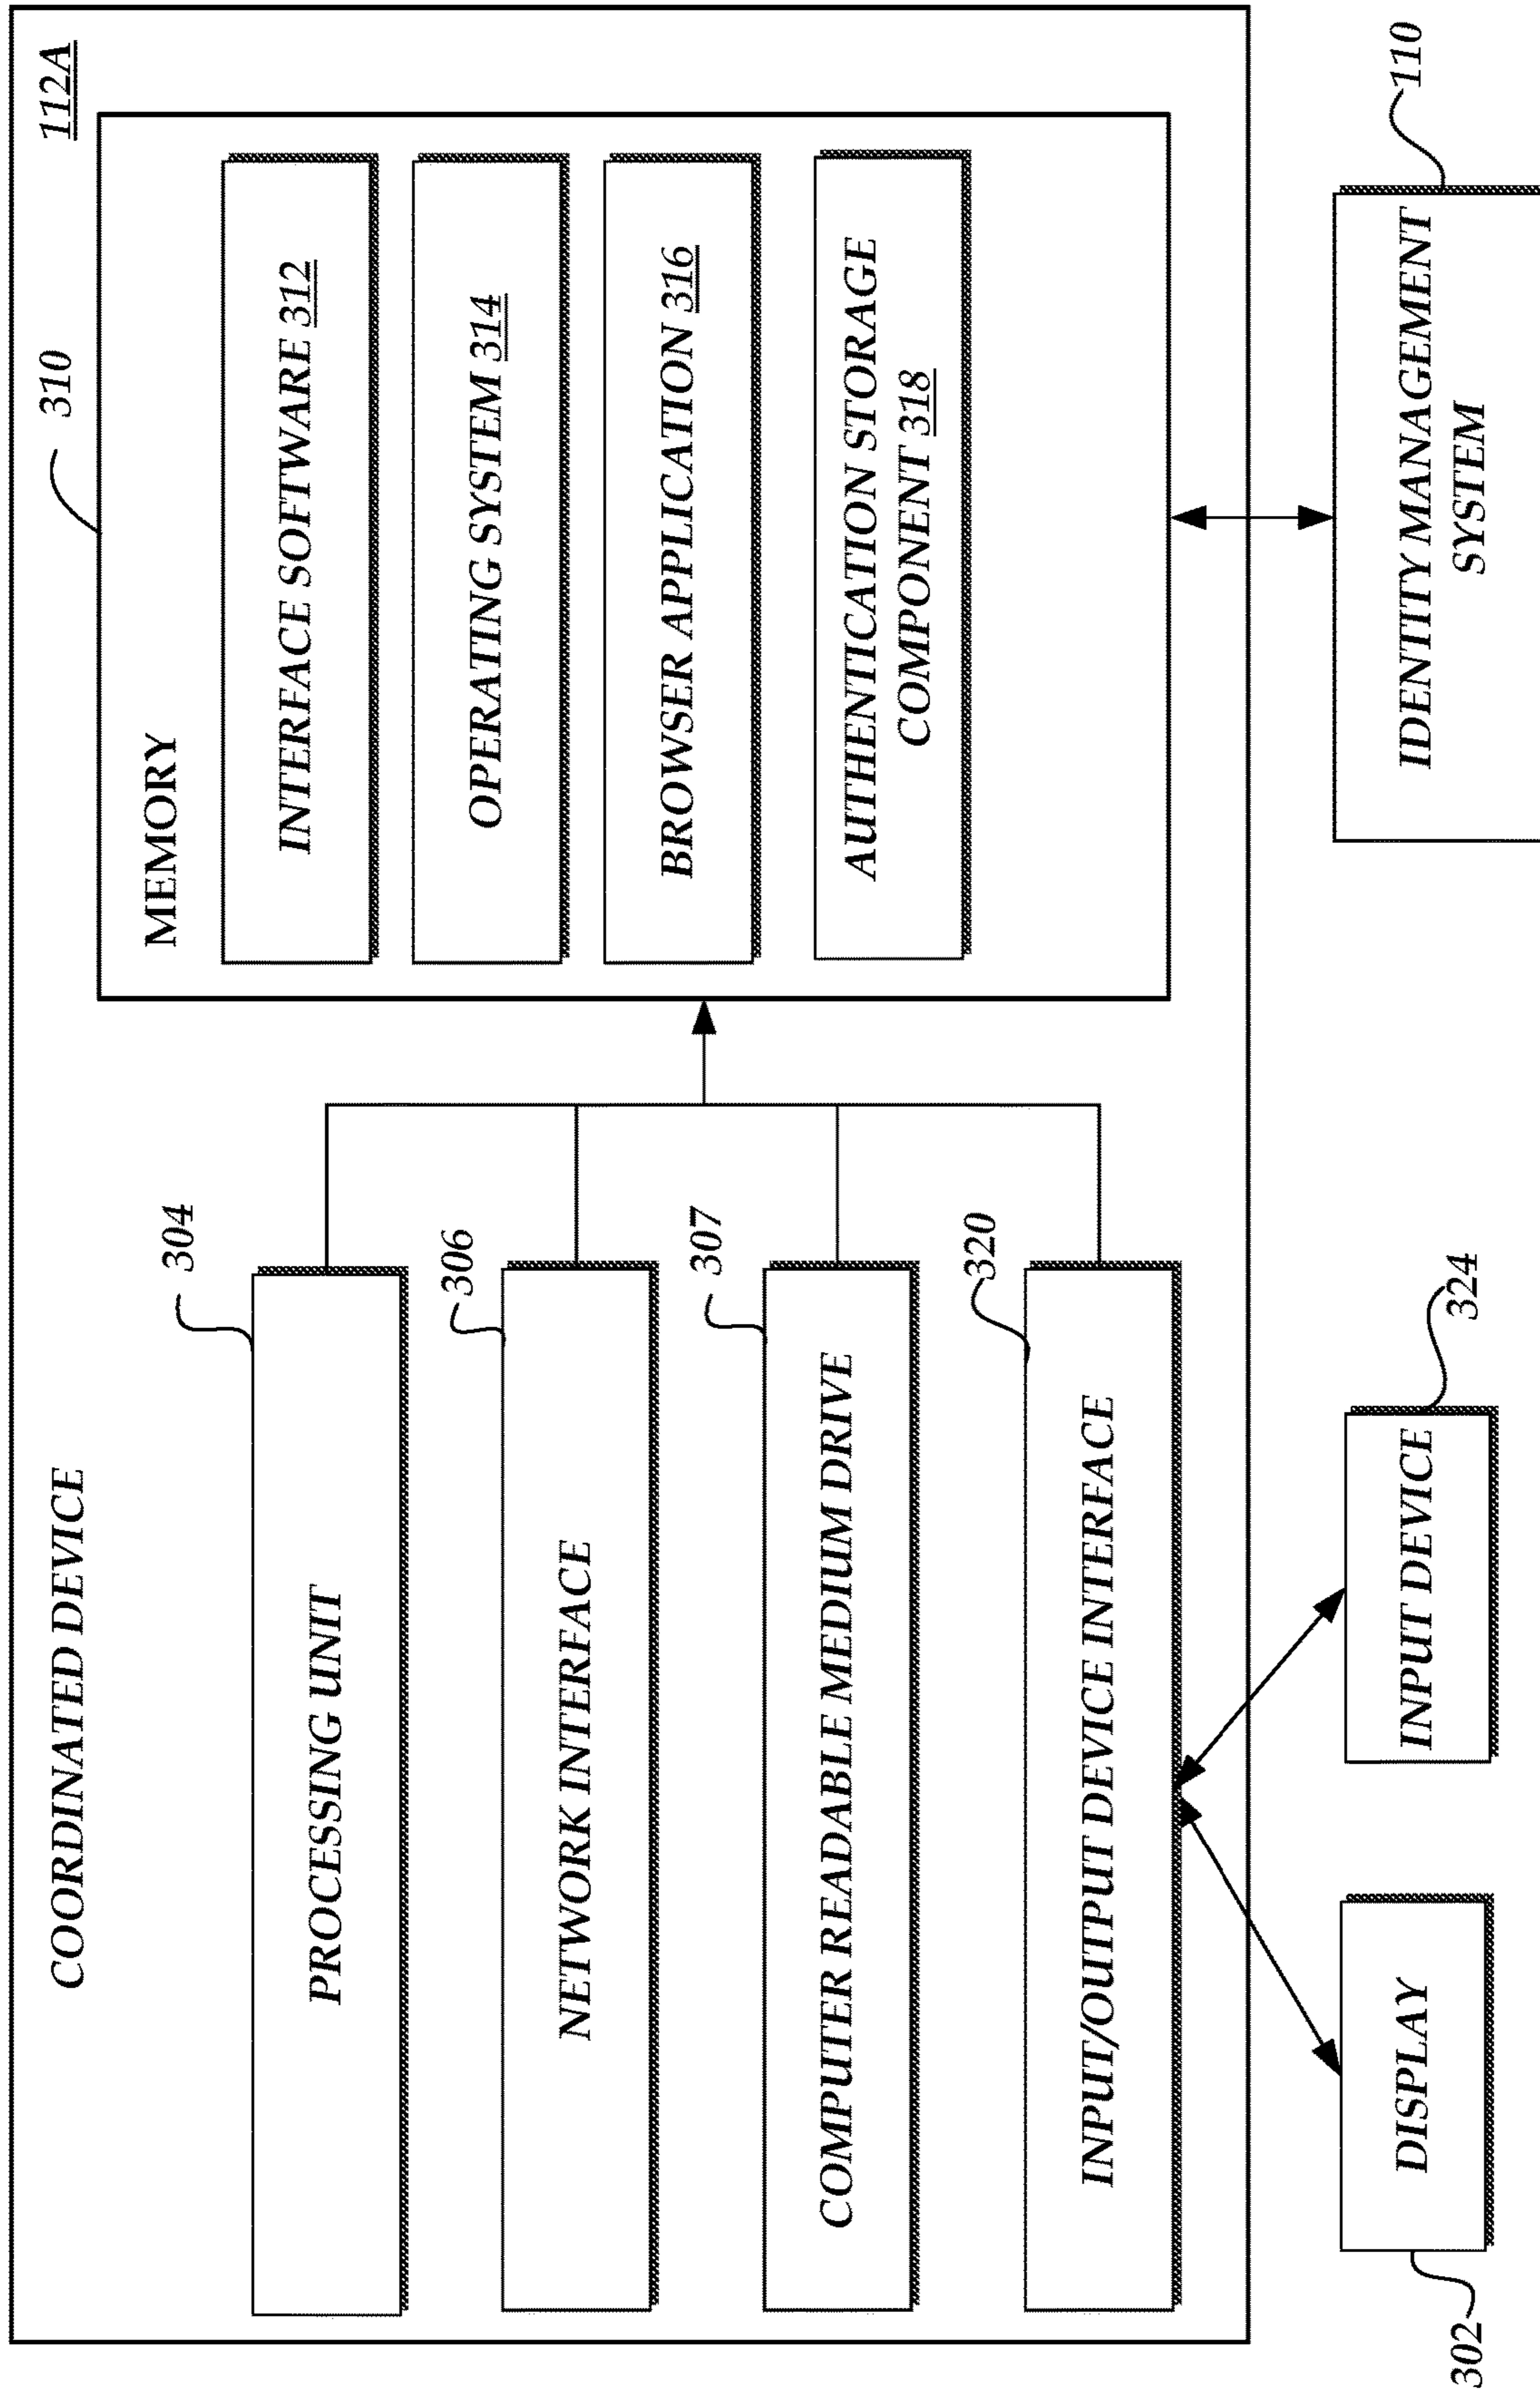 COORDINATED DEVICE
112A
310
MEMORY
304
PROCESSING UNIT
INTERFACE SOFTWARE 312
306
NETWORK INTERFACE
OPERATING SYSTEM 314
307
COMPUTER READABLE MEDIUM DRIVE
BROWSER APPLICATION 316
320
INPUT/OUTPUT DEVICE INTERFACE
AUTHENTICATION STORAGE
COMPONENT 318
302
DISPLAY
INPUT DEVICE
324
IDENTITY MANAGEMENT
SYSTEM
110